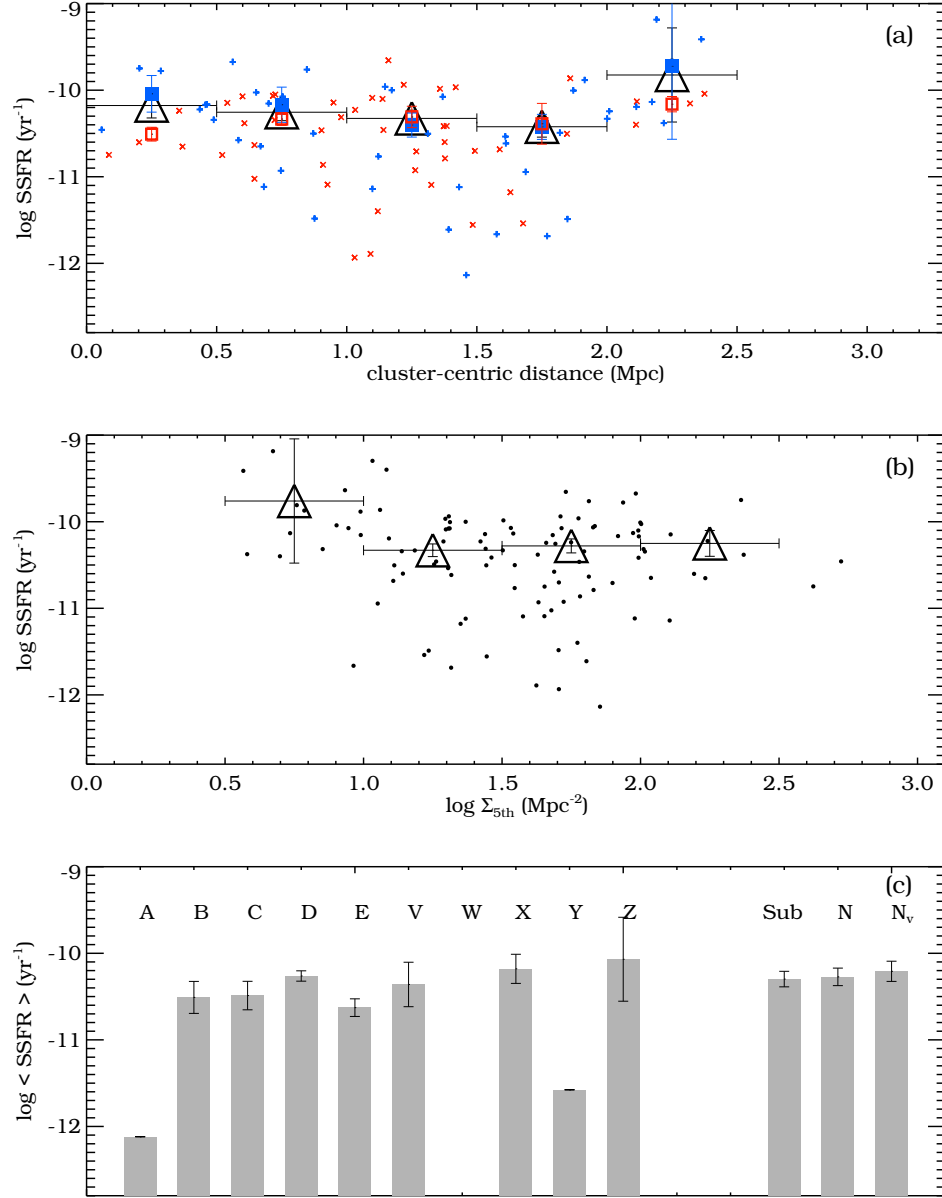 (a)
-9
-10
-11
-12
log SSFR (yr⁻¹)
0.0 0.5 1.0 1.5 2.0 2.5 3.0
cluster-centric distance (Mpc)
(b)
-9
-10
-11
-12
log SSFR (yr⁻¹)
0.0 0.5 1.0 1.5 2.0 2.5 3.0
log Σ₅ₜₕ (Mpc⁻²)
(c)
-9
-10
-11
-12
log < SSFR > (yr⁻¹)
A B C D E V W X Y Z Sub N Nᵥ